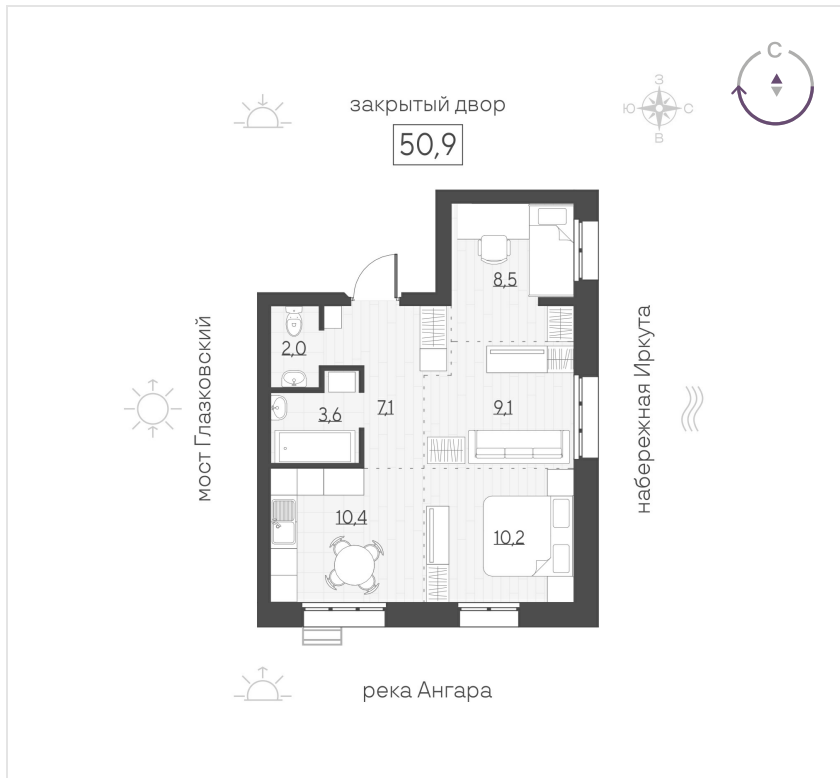 С
закрытый двор
50,9
З
Ю
С
В
8,5
2,0
3,6
7,1
9,1
10,4
10,2
мост Глазковский
набережная Иркута
река Ангара